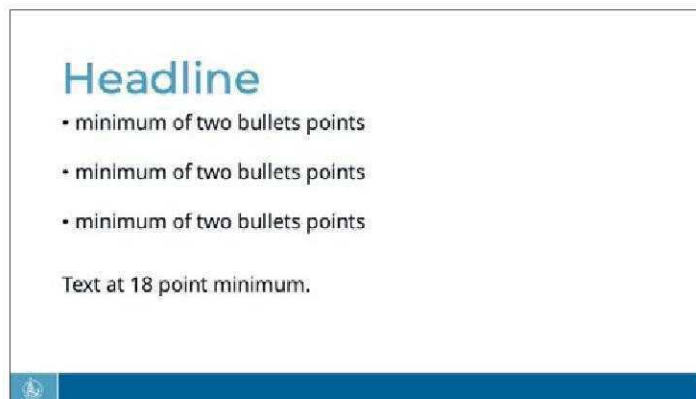 Headline
• minimum of two bullets points
• minimum of two bullets points
• minimum of two bullets points
Text at 18 point minimum.